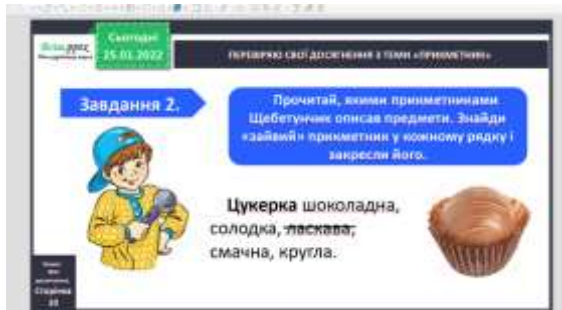 Сьогодні
25.01.2022
ПЕРЕВІРЯЮ СВОЇ ДОСЯГНЕННЯ З ТЕМИ «ПРИКМЕТНИК»
Завдання 2.
Прочитай, якими прикметниками
Щебетунчик описав предмети. Знайди
«зайвий» прикметник у кожному рядку і
закресли його.
Цукерка шоколадна,
солодка, ласкава,
смачна, кругла.
Сторінка